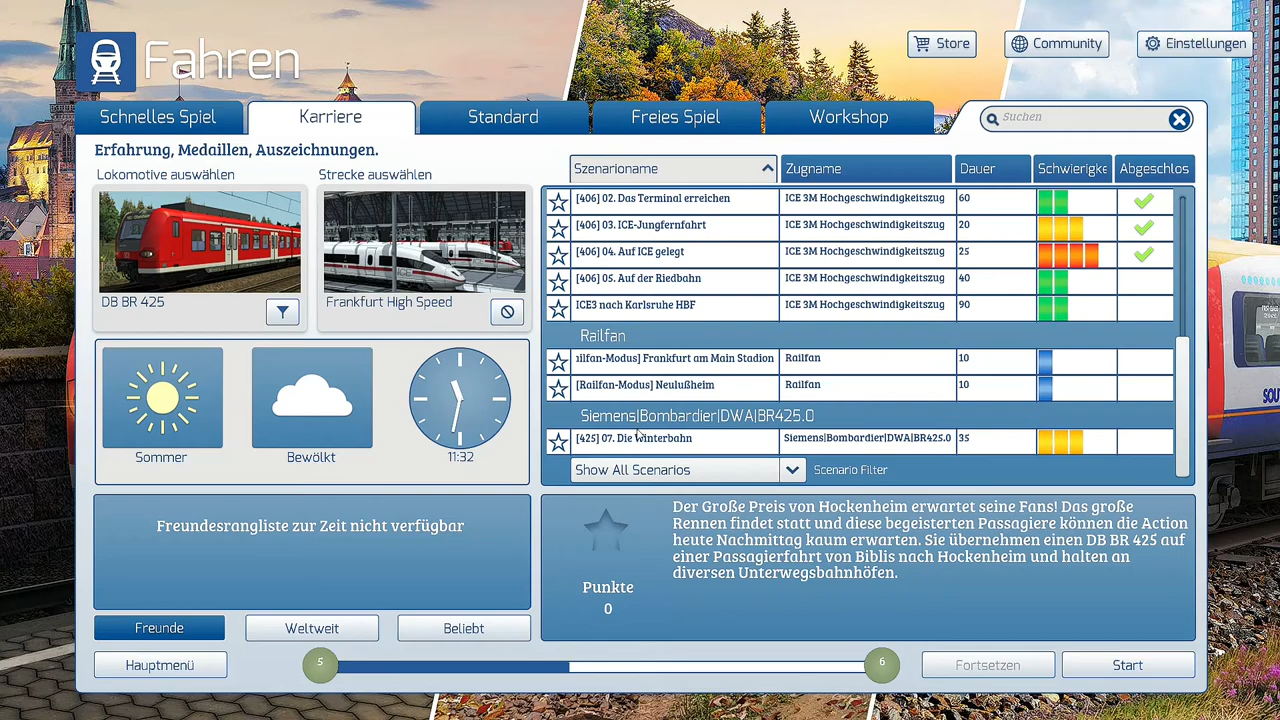 Fahren
Store
Community
Einstellungen
Schnelles Spiel
Karriere
Standard
Freies Spiel
Workshop
Suchen
Erfahrung, Medaillen, Auszeichnungen.
Lokomotive auswählen
Strecke auswählen
DB BR 425
Frankfurt High Speed
Szenarioname
Zugname
Dauer
Schwierigke
Abgeschlos
[406] 02. Das Terminal erreichen ICE 3M Hochgeschwindigkeitszug 60
[406] 03. ICE-Jungfernfahrt ICE 3M Hochgeschwindigkeitszug 20
[406] 04. Auf ICE gelegt ICE 3M Hochgeschwindigkeitszug 25
[406] 05. Auf der Riedbahn ICE 3M Hochgeschwindigkeitszug 40
ICE3 nach Karlsruhe HBF ICE 3M Hochgeschwindigkeitszug 90
Railfan
ilfan-Modus] Frankfurt am Main Stadion Railfan 10
[Railfan-Modus] Neulußheim Railfan 10
Siemens|Bombardier|DWA|BR425.0
[425] 07. Die Winterbahn Siemens|Bombardier|DWA|BR425.0 35
Show All Scenarios
Scenario Filter
Sommer
Bewölkt
11:32
Freundesrangliste zur Zeit nicht verfügbar
Punkte
0
Der Große Preis von Hockenheim erwartet seine Fans! Das große
Rennen findet statt und diese begeisterten Passagiere können die Action
heute Nachmittag kaum erwarten. Sie übernehmen einen DB BR 425 auf
einer Passagierfahrt von Biblis nach Hockenheim und halten an
diversen Unterwegsbahnhöfen.
Freunde
Weltweit
Beliebt
Hauptmenü
5
6
Fortsetzen
Start
SOU